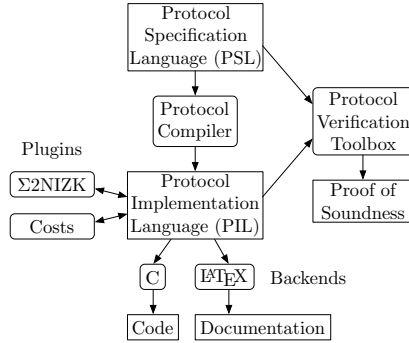 Protocol
Specification
Language (PSL)
Protocol
Compiler
Protocol
Verification
Toolbox
Plugins
Σ2NIZK
Costs
Protocol
Implementation
Language (PIL)
Proof of
Soundness
C
LATEX
Backends
Code
Documentation